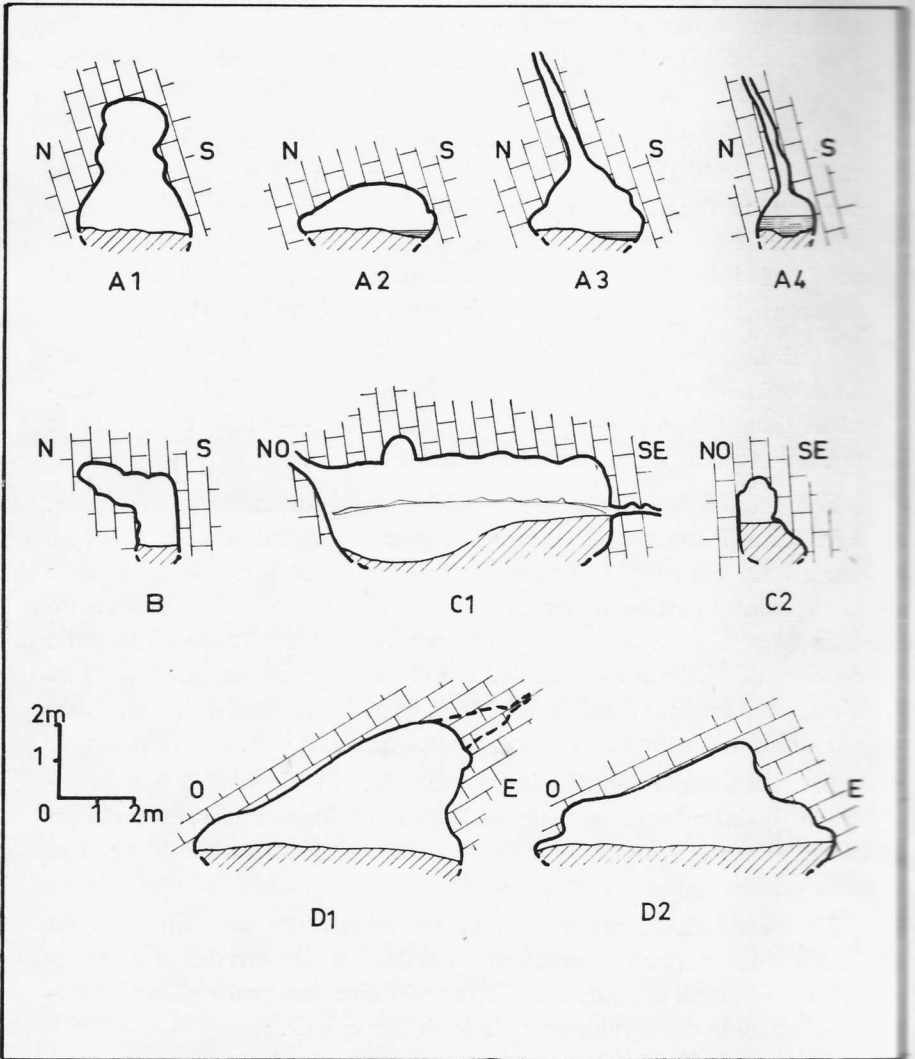 N S N N S N S
A1 A2 A3 A4
N S NO SE NO SE
B C1 C2
2m
1
0 1 2m
O E O E
D1 D2